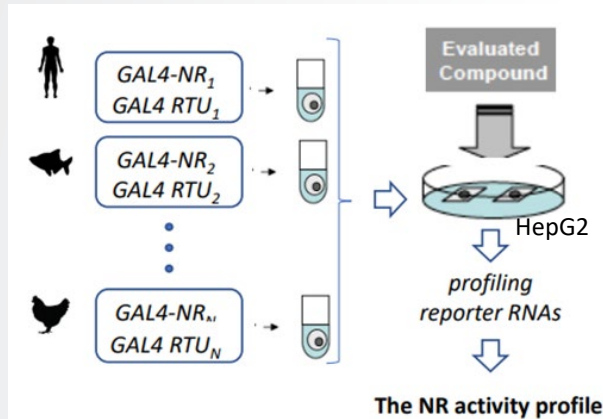 GAL4-NR1
GAL4 RTU1
GAL4-NR2
GAL4 RTU2
GAL4-NRN
GAL4 RTUN
Evaluated
Compound
HepG2
profiling
reporter RNAs
The NR activity profile